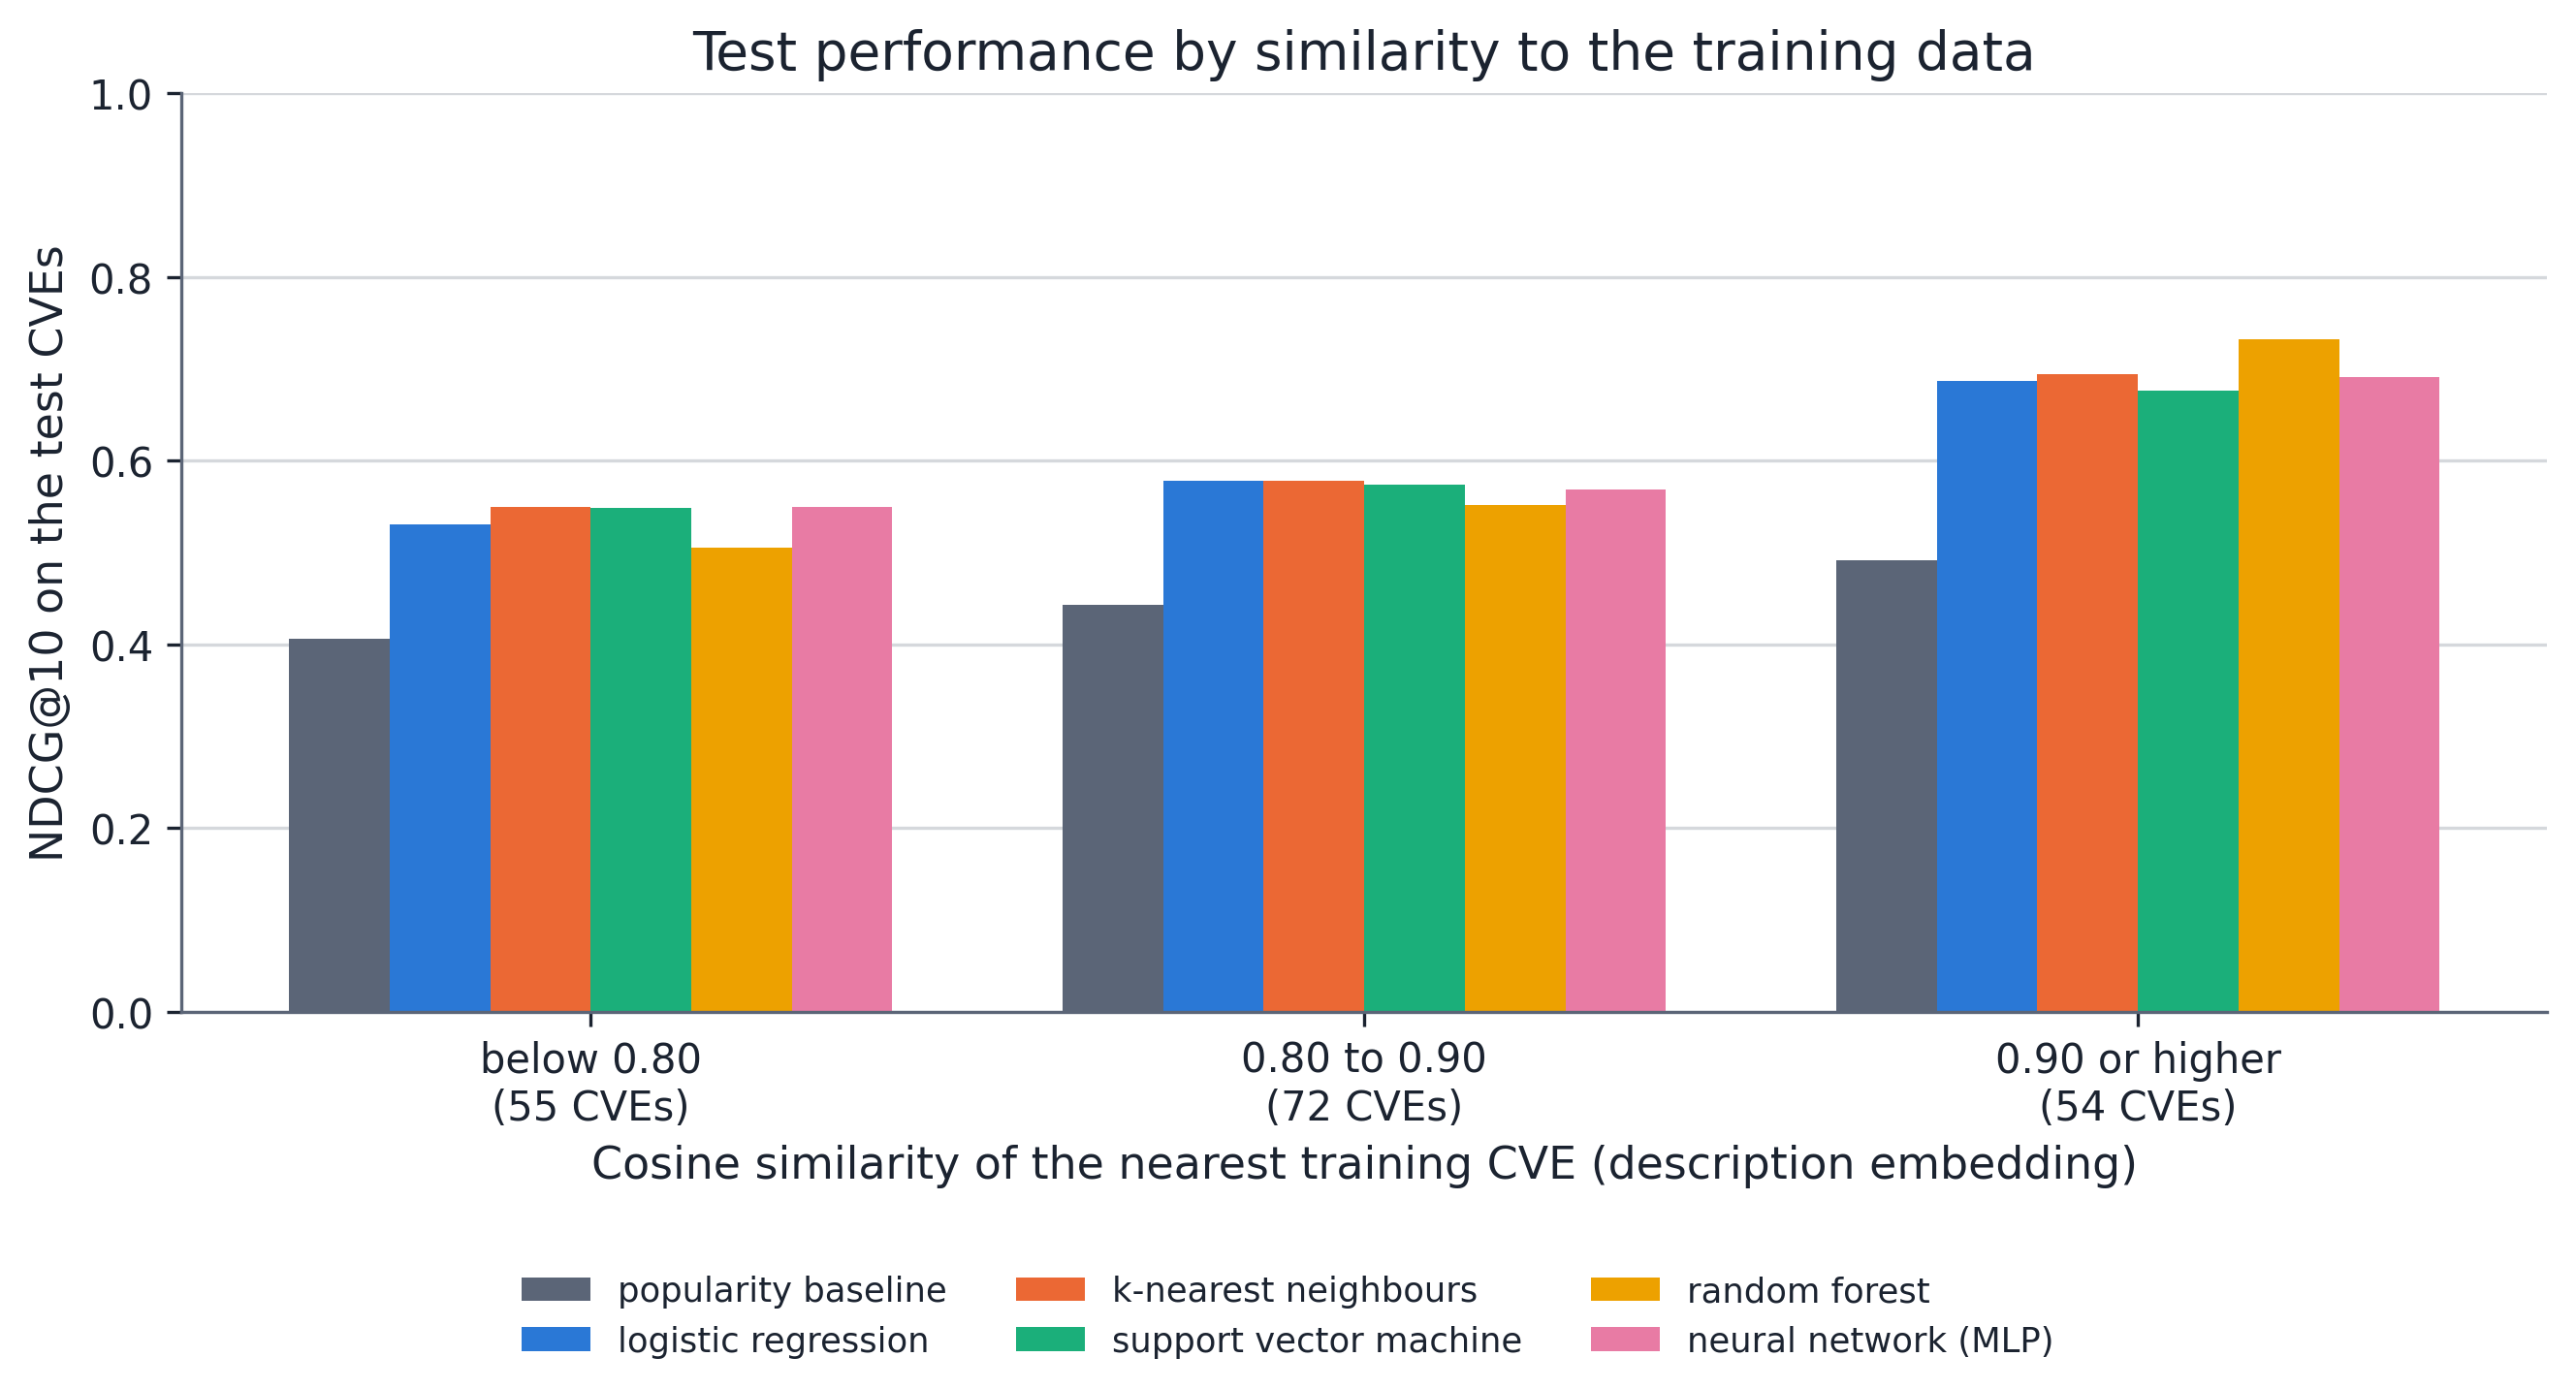 Test performance by similarity to the training data
NDCG@10 on the test CVEs
1.0
0.8
0.6
0.4
0.2
0.0
below 0.80
(55 CVEs)
0.80 to 0.90
(72 CVEs)
0.90 or higher
(54 CVEs)
Cosine similarity of the nearest training CVE (description embedding)
popularity baseline
logistic regression
k-nearest neighbours
support vector machine
random forest
neural network (MLP)